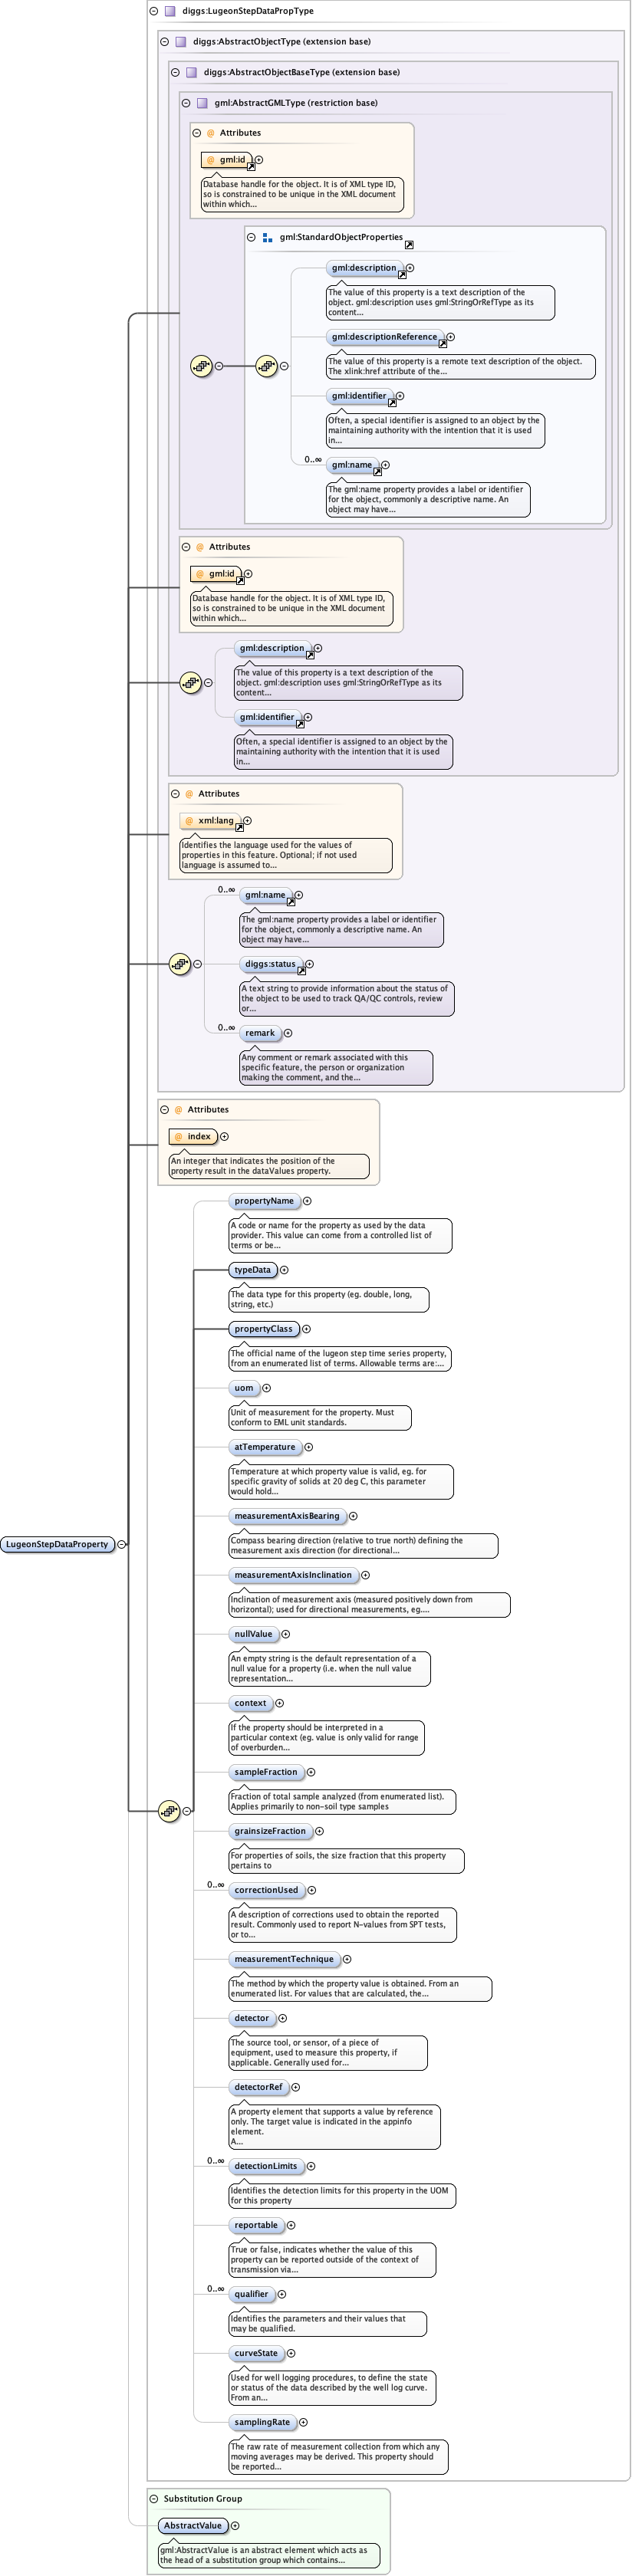 diggs:LugeonStepDataPropType
diggs:AbstractObjectType (extension base)
diggs:AbstractObjectBaseType (extension base)
gml:AbstractGMLType (restriction base)
@ Attributes
@ gml:id
Database handle for the object. It is of XML type ID,
so is constrained to be unique in the XML document
within which...
gml:StandardObjectProperties
gml:description
The value of this property is a text description of the
object. gml:description uses gml:StringOrRefType as its
content...
gml:descriptionReference
The value of this property is a remote text description of the object.
The xlink:href attribute of the...
gml:identifier
Often, a special identifier is assigned to an object by the
maintaining authority with the intention that it is used
in...
0..∞
gml:name
The gml:name property provides a label or identifier
for the object, commonly a descriptive name. An
object may have...
@ Attributes
@ gml:id
Database handle for the object. It is of XML type ID,
so is constrained to be unique in the XML document
within which...
gml:description
The value of this property is a text description of the
object. gml:description uses gml:StringOrRefType as its
content...
gml:identifier
Often, a special identifier is assigned to an object by the
maintaining authority with the intention that it is used
in...
@ Attributes
@ xml:lang
Identifies the language used for the values of
properties in this feature. Optional; if not used
language is assumed to...
0..∞
gml:name
The gml:name property provides a label or identifier
for the object, commonly a descriptive name. An
object may have...
diggs:status
A text string to provide information about the status of
the object to be used to track QA/QC controls, review
or...
0..∞
remark
Any comment or remark associated with this
specific feature, the person or organization
making the comment, and the...
@ Attributes
@ index
An integer that indicates the position of the
property result in the dataValues property.
propertyName
A code or name for the property as used by the data
provider. This value can come from a controlled list of
terms or be...
typeData
The data type for this property (eg. double, long,
string, etc.)
propertyClass
The official name of the lugeon step time series property,
from an enumerated list of terms. Allowable terms are:...
uom
Unit of measurement for the property. Must
conform to EML unit standards.
atTemperature
Temperature at which property value is valid, eg. for
specific gravity of solids at 20 deg C, this parameter
would hold...
measurementAxisBearing
Compass bearing direction (relative to true north) defining the
measurement axis direction (for directional...
LugeonStepDataProperty
measurementAxisInclination
Inclination of measurement axis (measured positively down from
horizontal); used for directional measurements, eg....
nullValue
An empty string is the default representation of a
null value for a property (i.e. when the null value
representation...
context
If the property should be interpreted in a
particular context (eg. value is only valid for range
of overburden...
sampleFraction
Fraction of total sample analyzed (from enumerated list).
Applies primarily to non-soil type samples
grainsizeFraction
For properties of soils, the size fraction that this property
pertains to
0..∞
correctionUsed
A description of corrections used to obtain the reported
result. Commonly used to report N-values from SPT tests,
or to...
measurementTechnique
The method by which the property value is obtained. From an
enumerated list. For values that are calculated, the...
detector
The source tool, or sensor, of a piece of
equipment, used to measure this property, if
applicable. Generally used for...
detectorRef
A property element that supports a value by reference
only. The target value is indicated in the appinfo
element.
A...
0..∞
detectionLimits
Identifies the detection limits for this property in the UOM
for this property
reportable
True or false, indicates whether the value of this
property can be reported outside of the context of
transmission via...
0..∞
qualifier
Identifies the parameters and their values that
may be qualified.
curveState
Used for well logging procedures, to define the state
or status of the data described by the well log curve.
From an...
samplingRate
The raw rate of measurement collection from which any
moving averages may be derived. This property should
be reported...
Substitution Group
AbstractValue
gml:AbstractValue is an abstract element which acts as
the head of a substitution group which contains...